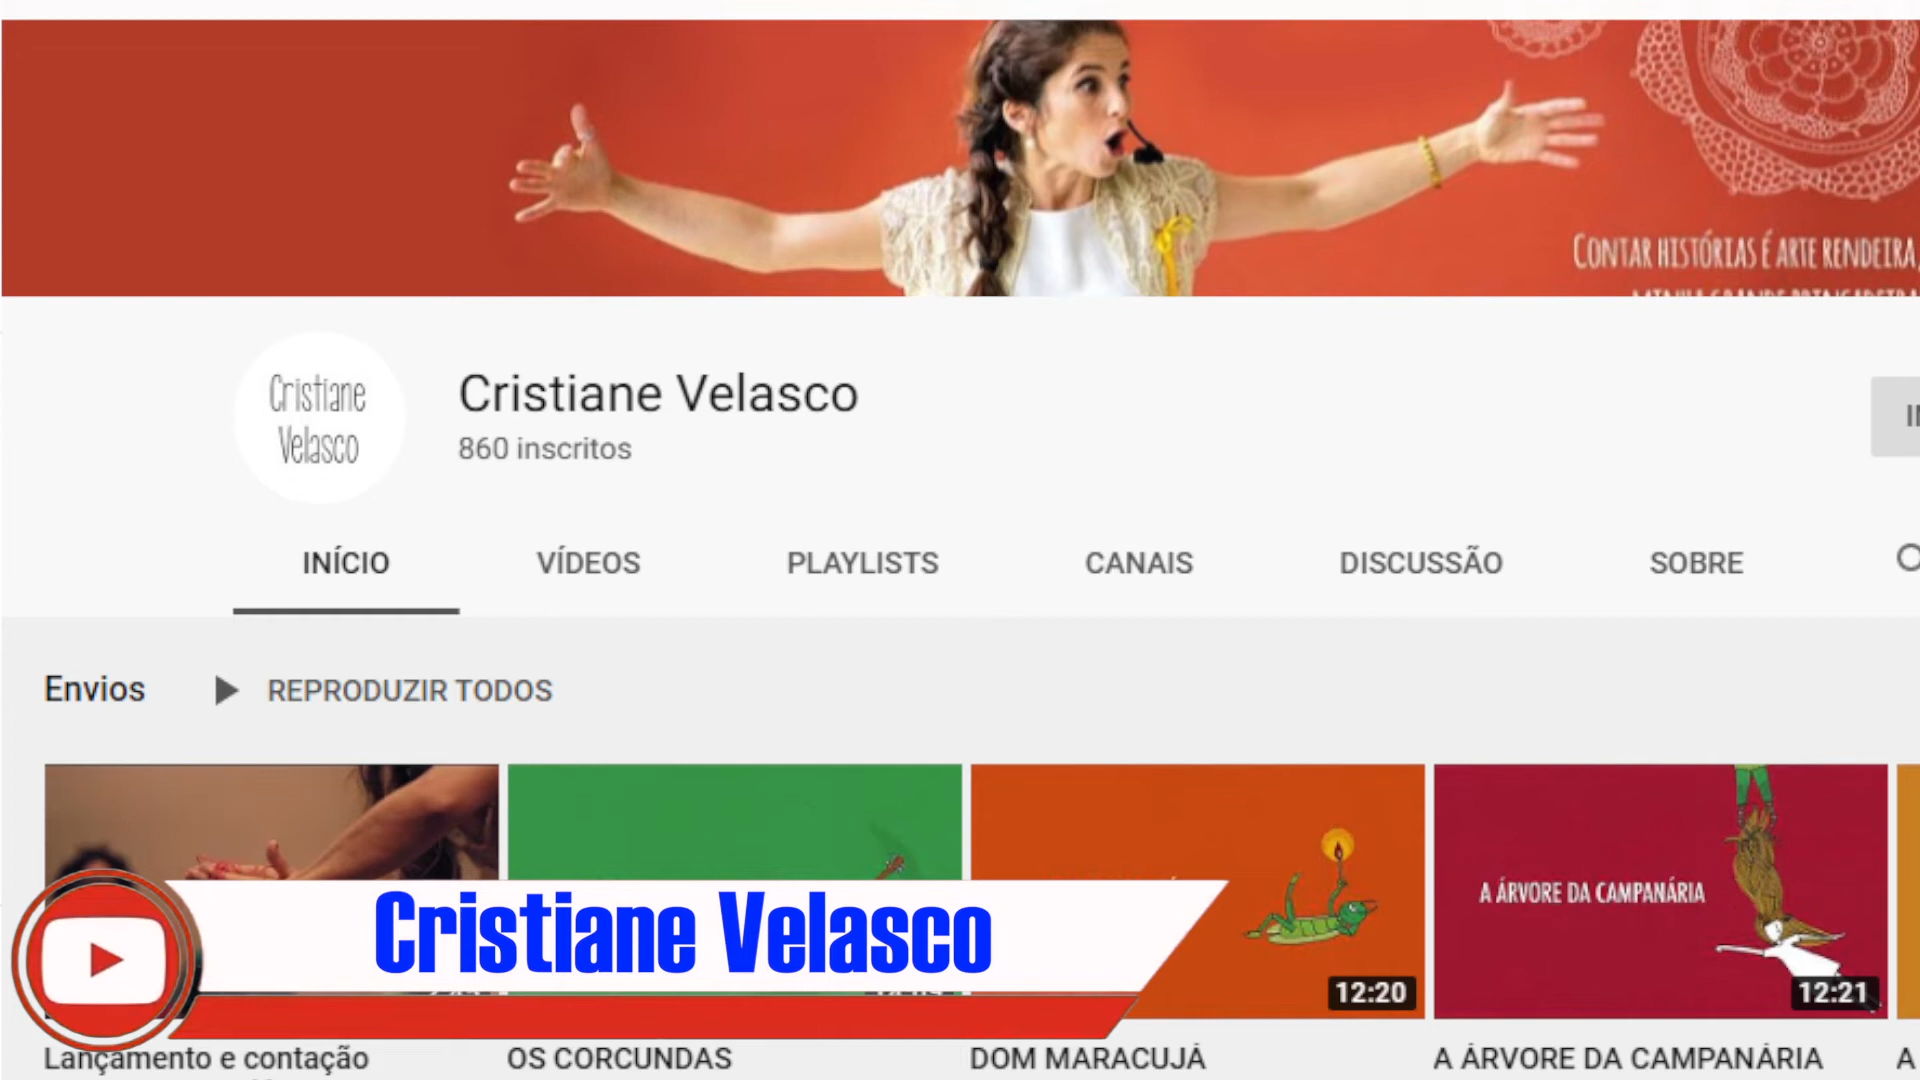 CONTAR HISTÓRIAS É ARTE RENDEIRA,
Cristiane
Velasco
Cristiane Velasco
860 inscritos
INÍCIO
VÍDEOS
PLAYLISTS
CANAIS
DISCUSSÃO
SOBRE
Envios
REPRODUZIR TODOS
A ÁRVORE DA CAMPANÁRIA
Cristiane Velasco
12:20
12:21
Lançamento e contação
OS CORCUNDAS
DOM MARACUJÁ
A ÁRVORE DA CAMPANÁRIA
A